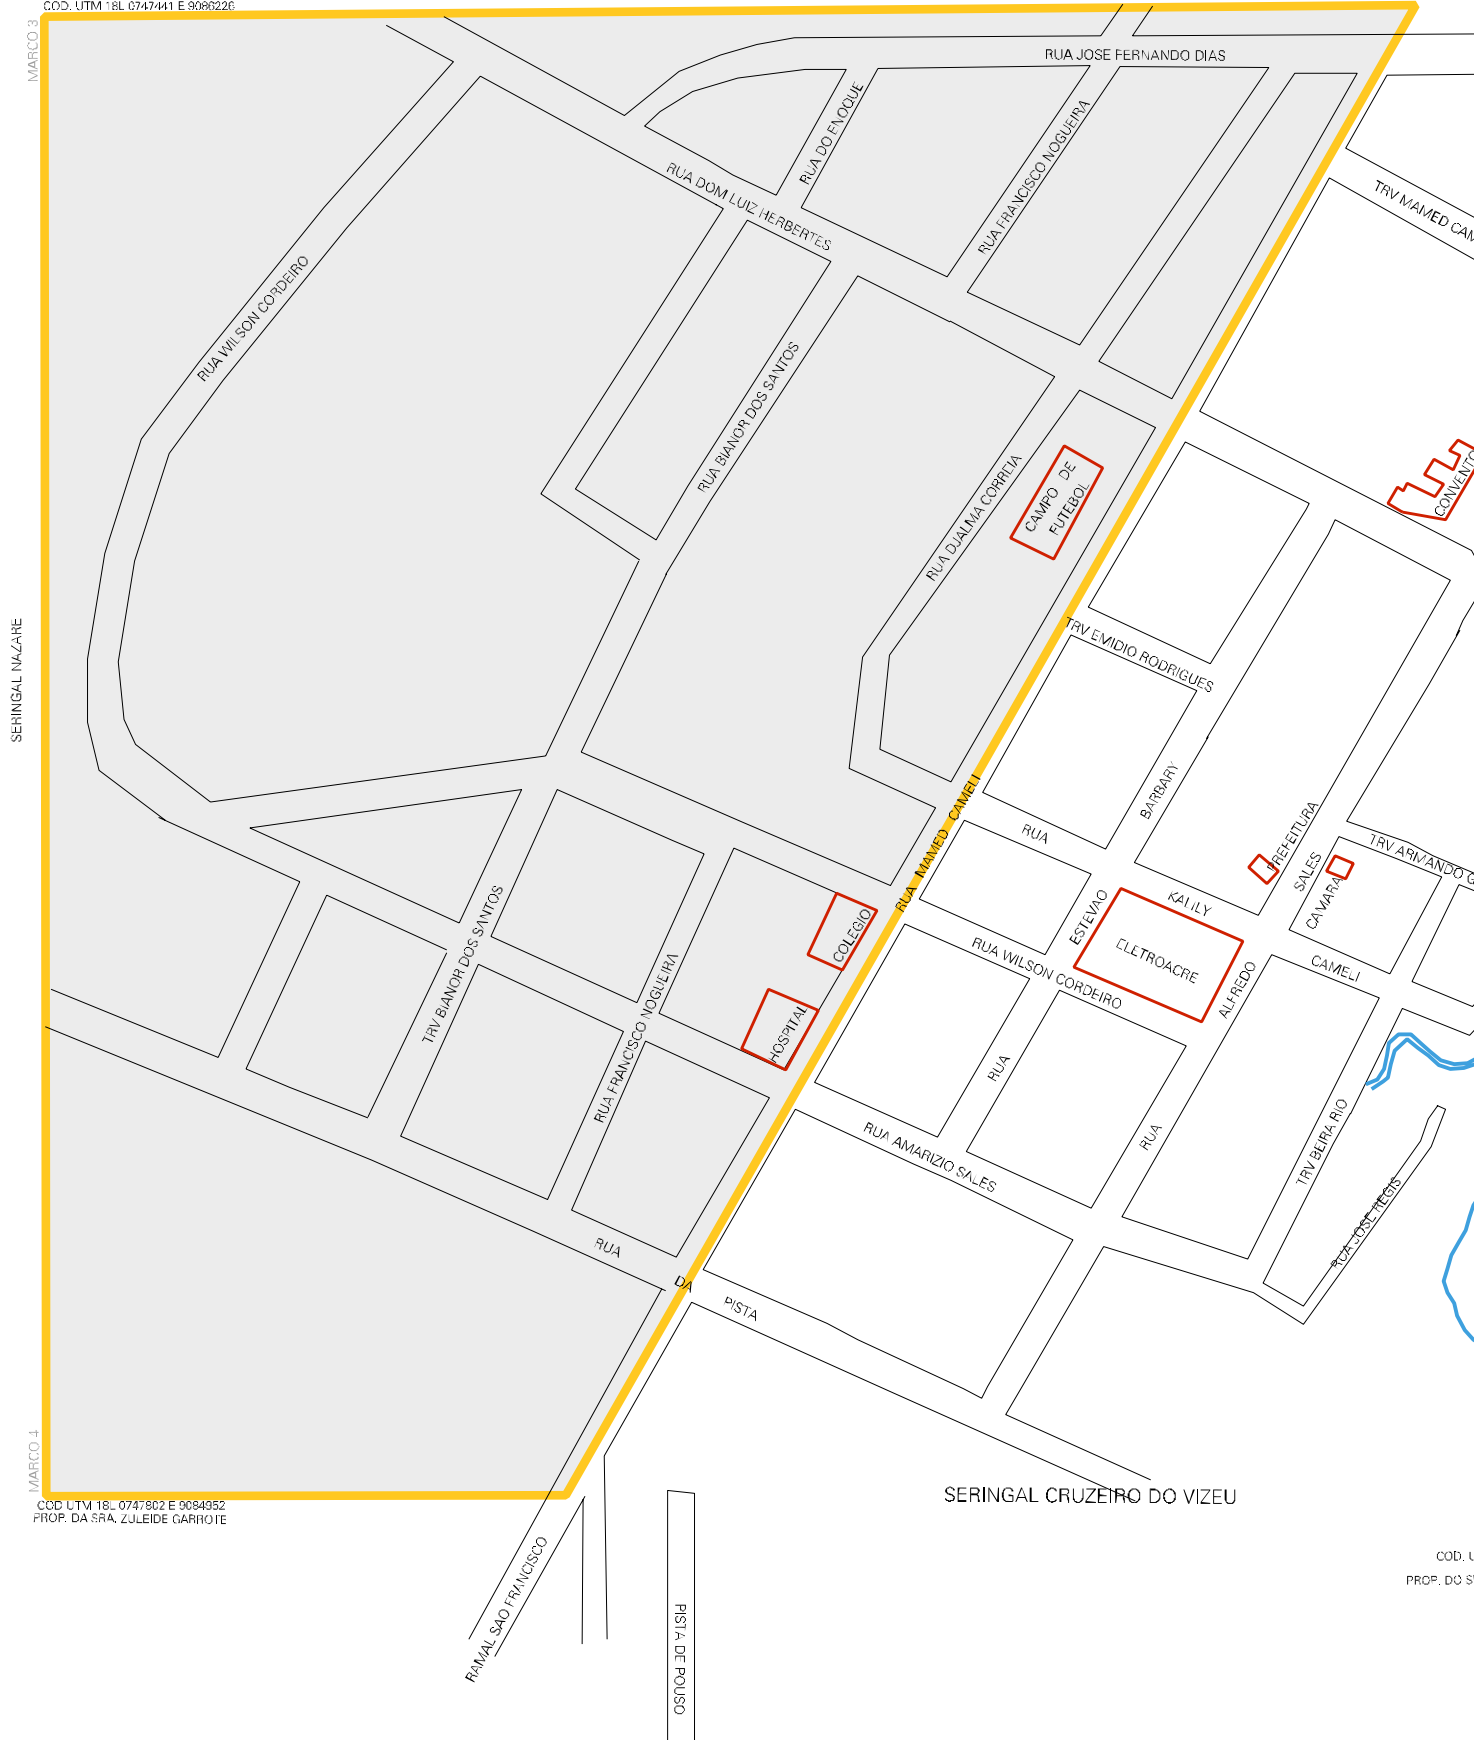 COD. UTM 18L 0747441 E 9086226
MARCO 3
RUA JOSE FERNANDO DIAS
RUA DO ENOQUE
RUA FRANCISCO NOGUEIRA
RUA DOM LUIZ HERBERTES
TRV MAMED CAM
RUA WILSON CORDEIRO
RUA BIANOR DOS SANTOS
RUA DJALMA CORREIA
CAMPO DE
FUTEBOL
CONVENTO
SERINGAL NAZARE
TRV EMIDIO RODRIGUES
RUA MAMED CAMELI
BARBARY
RUA
PREFEITURA
SALES
CAMARA
TRV ARMANDO G
KALILY
ESTEVAO
ELETROACRE
CAMELI
ALFREDO
COLEGIO
HOSPITAL
TRV BIANOR DOS SANTOS
RUA FRANCISCO NOGUEIRA
RUA WILSON CORDEIRO
RUA
RUA
RUA AMARIZIO SALES
TRV BEIRA RIO
RUA JOSE REGIS
RUA
DA
PISTA
MARCO 4
COD UTM 18L 0747802 E 9084952
PROP. DA SRA. ZULEIDE GARROTE
SERINGAL CRUZEIRO DO VIZEU
COD. U
PROP. DO S
RAMAL SAO FRANCISCO
PISTA DE POUSO